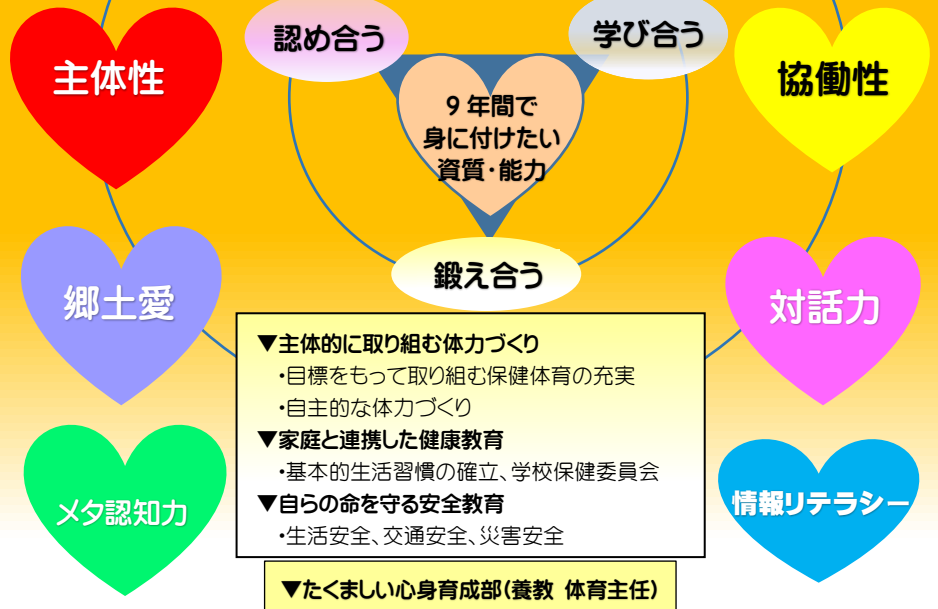 認め合う
学び合う
主体性
協働性
9年間で
身に付けたい
資質・能力
鍛え合う
郷土愛
対話力
▼主体的に取り組む体力づくり
・目標をもって取り組む保健体育の充実
・自主的な体力づくり
▼家庭と連携した健康教育
・基本的生活習慣の確立、学校保健委員会
▼自らの命を守る安全教育
・生活安全、交通安全、災害安全
メタ認知力
情報リテラシー
▼たくましい心身育成部(養教 体育主任)